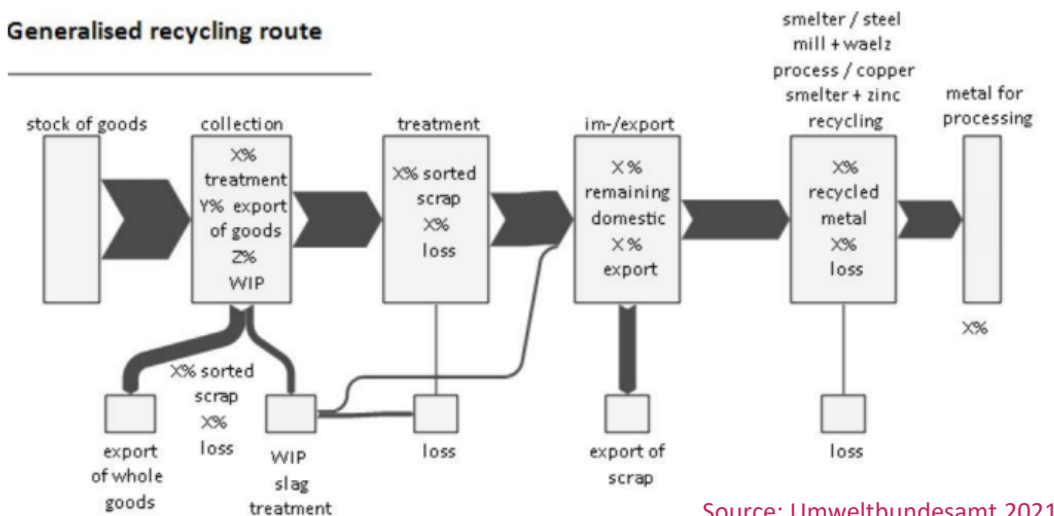 Generalised recycling route
stock of goods
collection
X%
treatment
Y% export
of goods
Z%
WIP
treatment
X% sorted
scrap
X%
loss
im-/export
X%
remaining
domestic
X%
export
smelter / steel
mill + waelz
process / copper
smelter + zinc
recycling
X%
recycled
metal
X%
loss
metal for
processing
X%
export
of whole
goods
X% sorted
scrap
X%
loss
WIP
slag
treatment
loss
export of
scrap
loss
Source: Umweltbundesamt 2021